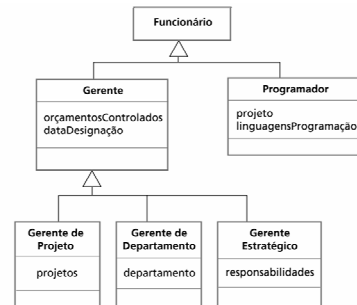 Funcionário
Gerente
orçamentosControlados
dataDesignação
Programador
projeto
linguagensProgramação
Gerente de
Projeto
projetos
Gerente de
Departamento
departamento
Gerente
Estratégico
responsabilidades